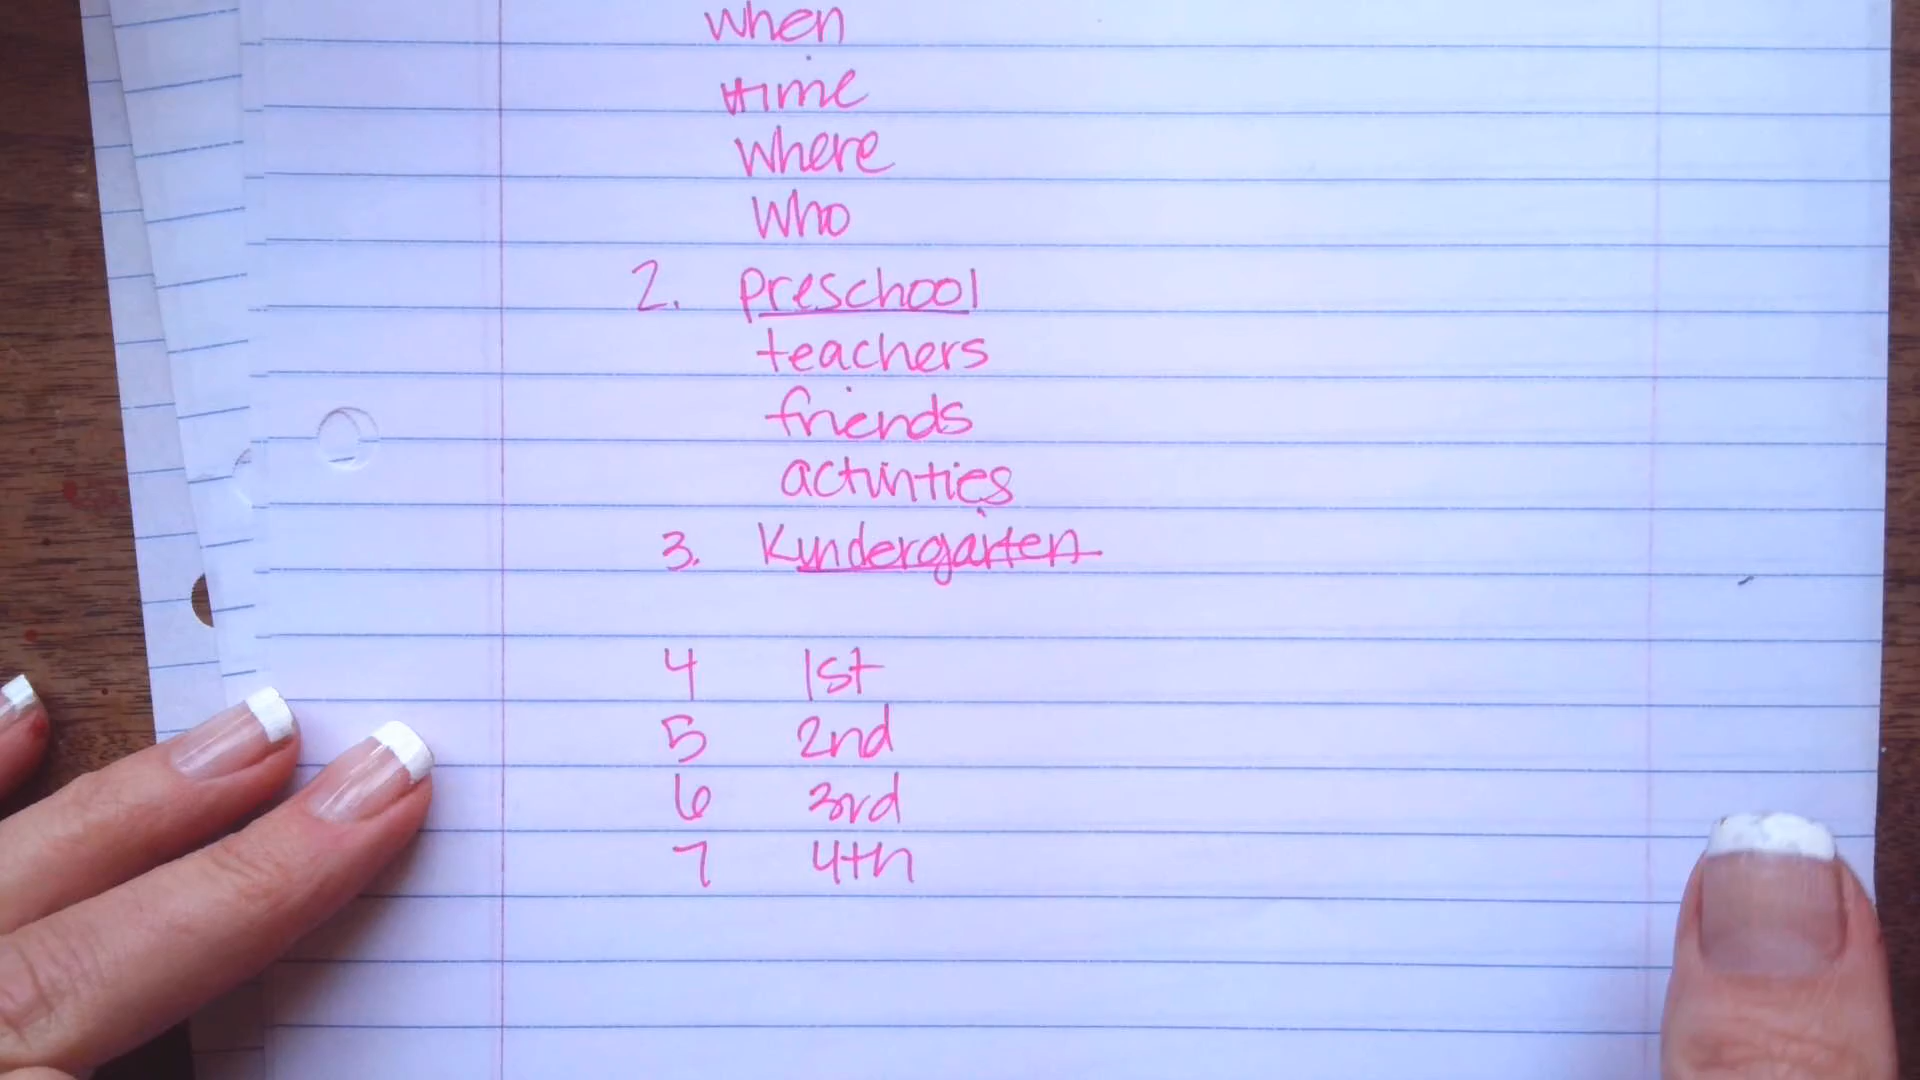 when
time
where
who
2. preschool
teachers
friends
activities
3. Kindergarten
4 1st
5 2nd
6 3rd
7 4th